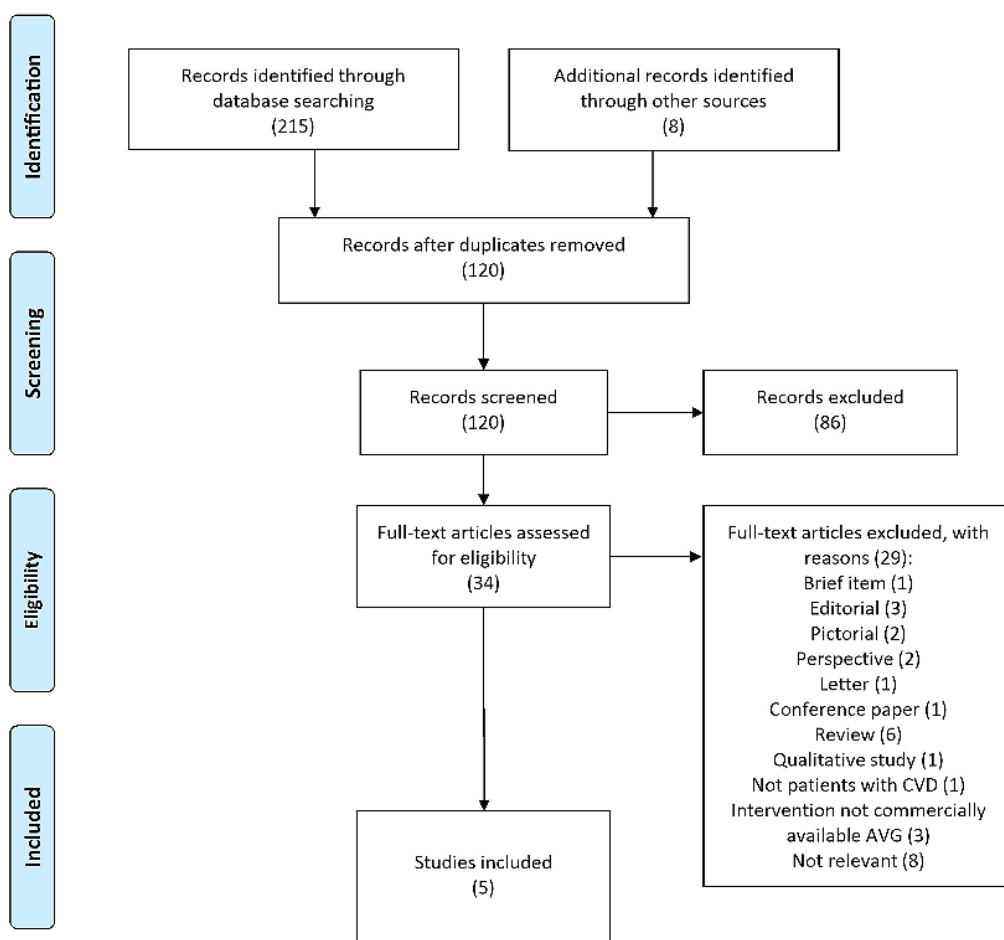 Identification
Records identified through
database searching
(215)
Additional records identified
through other sources
(8)
Records after duplicates removed
(120)
Screening
Records screened
(120)
Records excluded
(86)
Eligibility
Full-text articles assessed
for eligibility
(34)
Full-text articles excluded, with
reasons (29):
Brief item (1)
Editorial (3)
Pictorial (2)
Perspective (2)
Letter (1)
Conference paper (1)
Review (6)
Qualitative study (1)
Not patients with CVD (1)
Intervention not commercially
available AVG (3)
Not relevant (8)
Included
Studies included
(5)